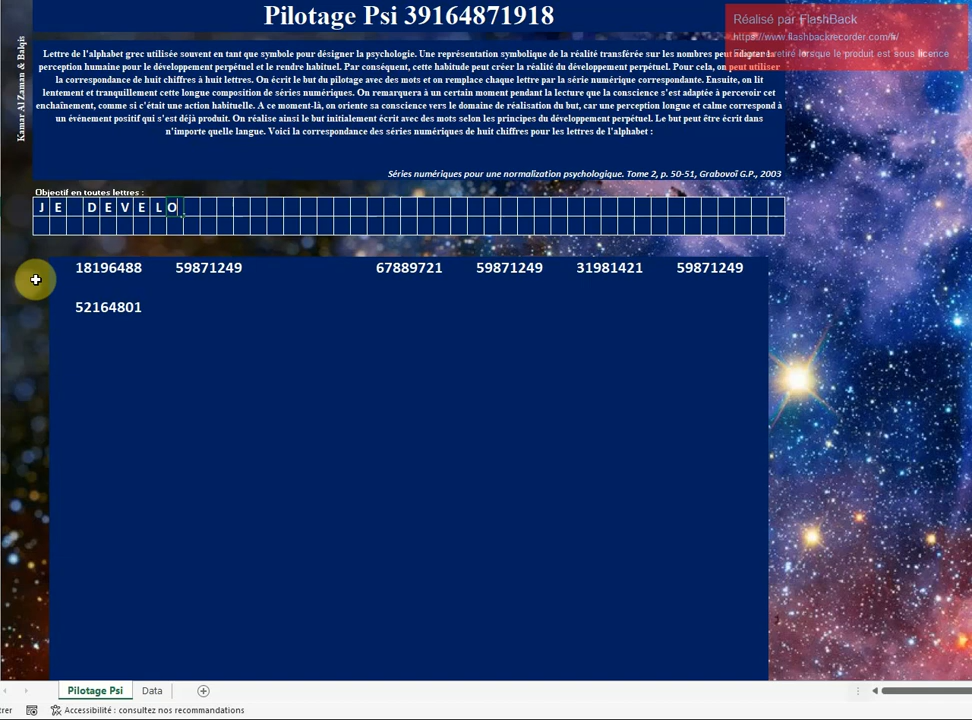 Pilotage Psi 39164871918
Réalisé par FlashBack
https://www.flashbackrecorder.com/fr/
retiré lorsque le produit est sous licence
Kamar Al Zaman & Balqis
Lettre de l'alphabet grec utilisée souvent en tant que symbole pour désigner la psychologie. Une représentation symbolique de la réalité transférée sur les nombres peut adapter la
perception humaine pour le développement perpétuel et le rendre habituel. Par conséquent, cette habitude peut créer la réalité du développement perpétuel. Pour cela, on peut utiliser
la correspondance de huit chiffres à huit lettres. On écrit le but du pilotage avec des mots et on remplace chaque lettre par la série numérique correspondante. Ensuite, on lit
lentement et tranquillement cette longue composition de séries numériques. On remarquera à un certain moment pendant la lecture que la conscience s'est adaptée à percevoir cet
enchaînement, comme si c'était une action habituelle. A ce moment-là, on oriente sa conscience vers le domaine de réalisation du but, car une perception longue et calme correspond à
un évènement positif qui s'est déjà produit. On réalise ainsi le but initialement écrit avec des mots selon les principes du développement perpétuel. Le but peut être écrit dans
n'importe quelle langue. Voici la correspondance des séries numériques de huit chiffres pour les lettres de l'alphabet :
Séries numériques pour une normalization psychologique. Tome 2, p. 50-51, Grabovoï G.P., 2003
Objectif en toutes lettres :
J E D E V E L O
18196488 59871249 67889721 59871249 31981421 59871249
52164801
Pilotage Psi Data
trer Accessibilité : consultez nos recommandations